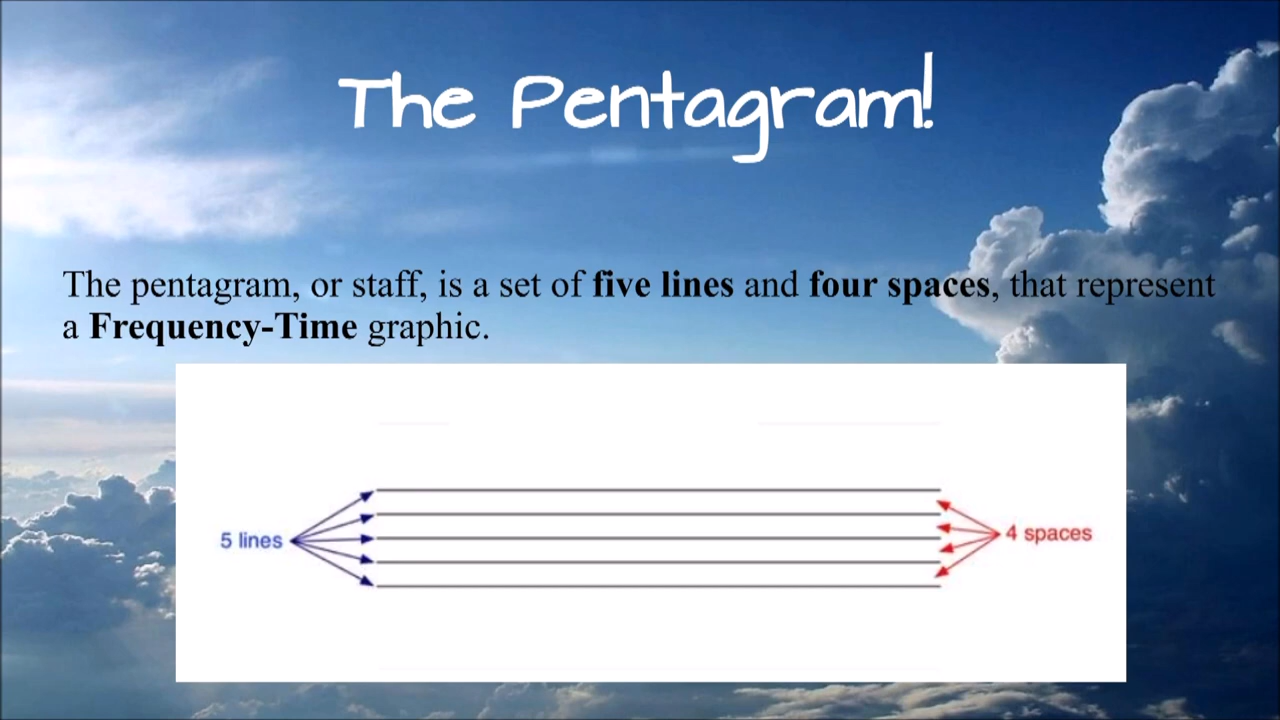 The Pentagram!
The pentagram, or staff, is a set of five lines and four spaces, that represent
a Frequency-Time graphic.
5 lines
4 spaces